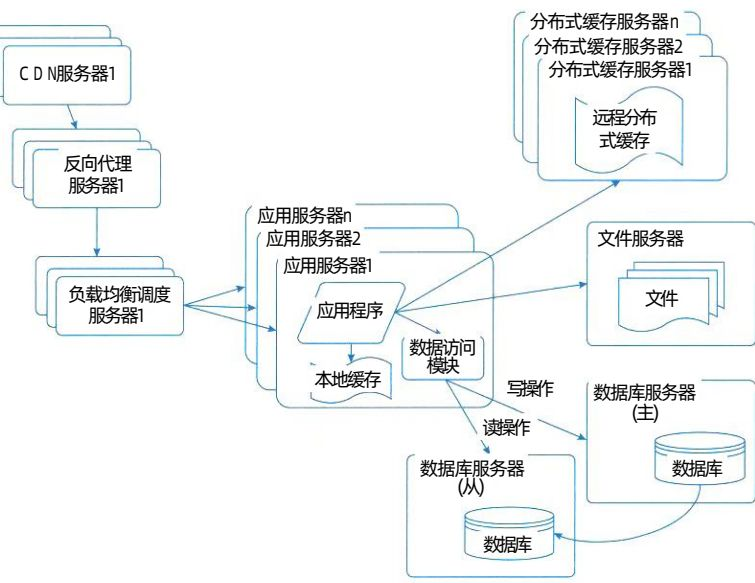 CDN服务器1
反向代理
服务器1
负载均衡调度
服务器1
应用服务器n
应用服务器2
应用服务器1
应用程序
本地缓存
数据访问
模块
分布式缓存服务器n
分布式缓存服务器2
分布式缓存服务器1
远程分布
式缓存
文件服务器
文件
写操作
读操作
数据库服务器
(主)
数据库
数据库服务器
(从)
数据库